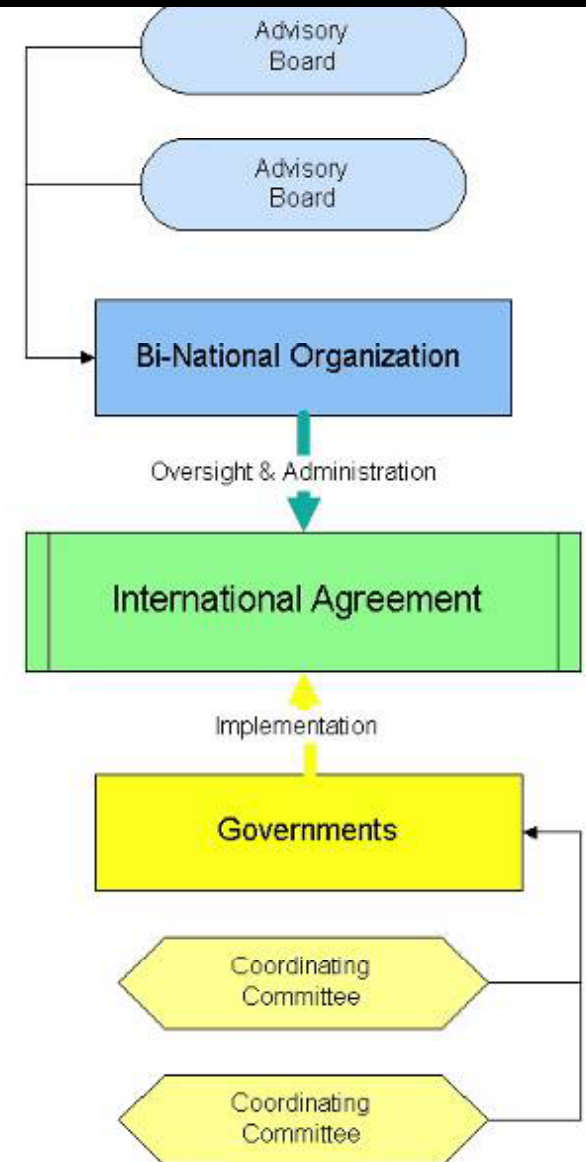 Advisory
Board
Advisory
Board
Bi-National Organization
Oversight & Administration
International Agreement
Implementation
Governments
Coordinating
Committee
Coordinating
Committee